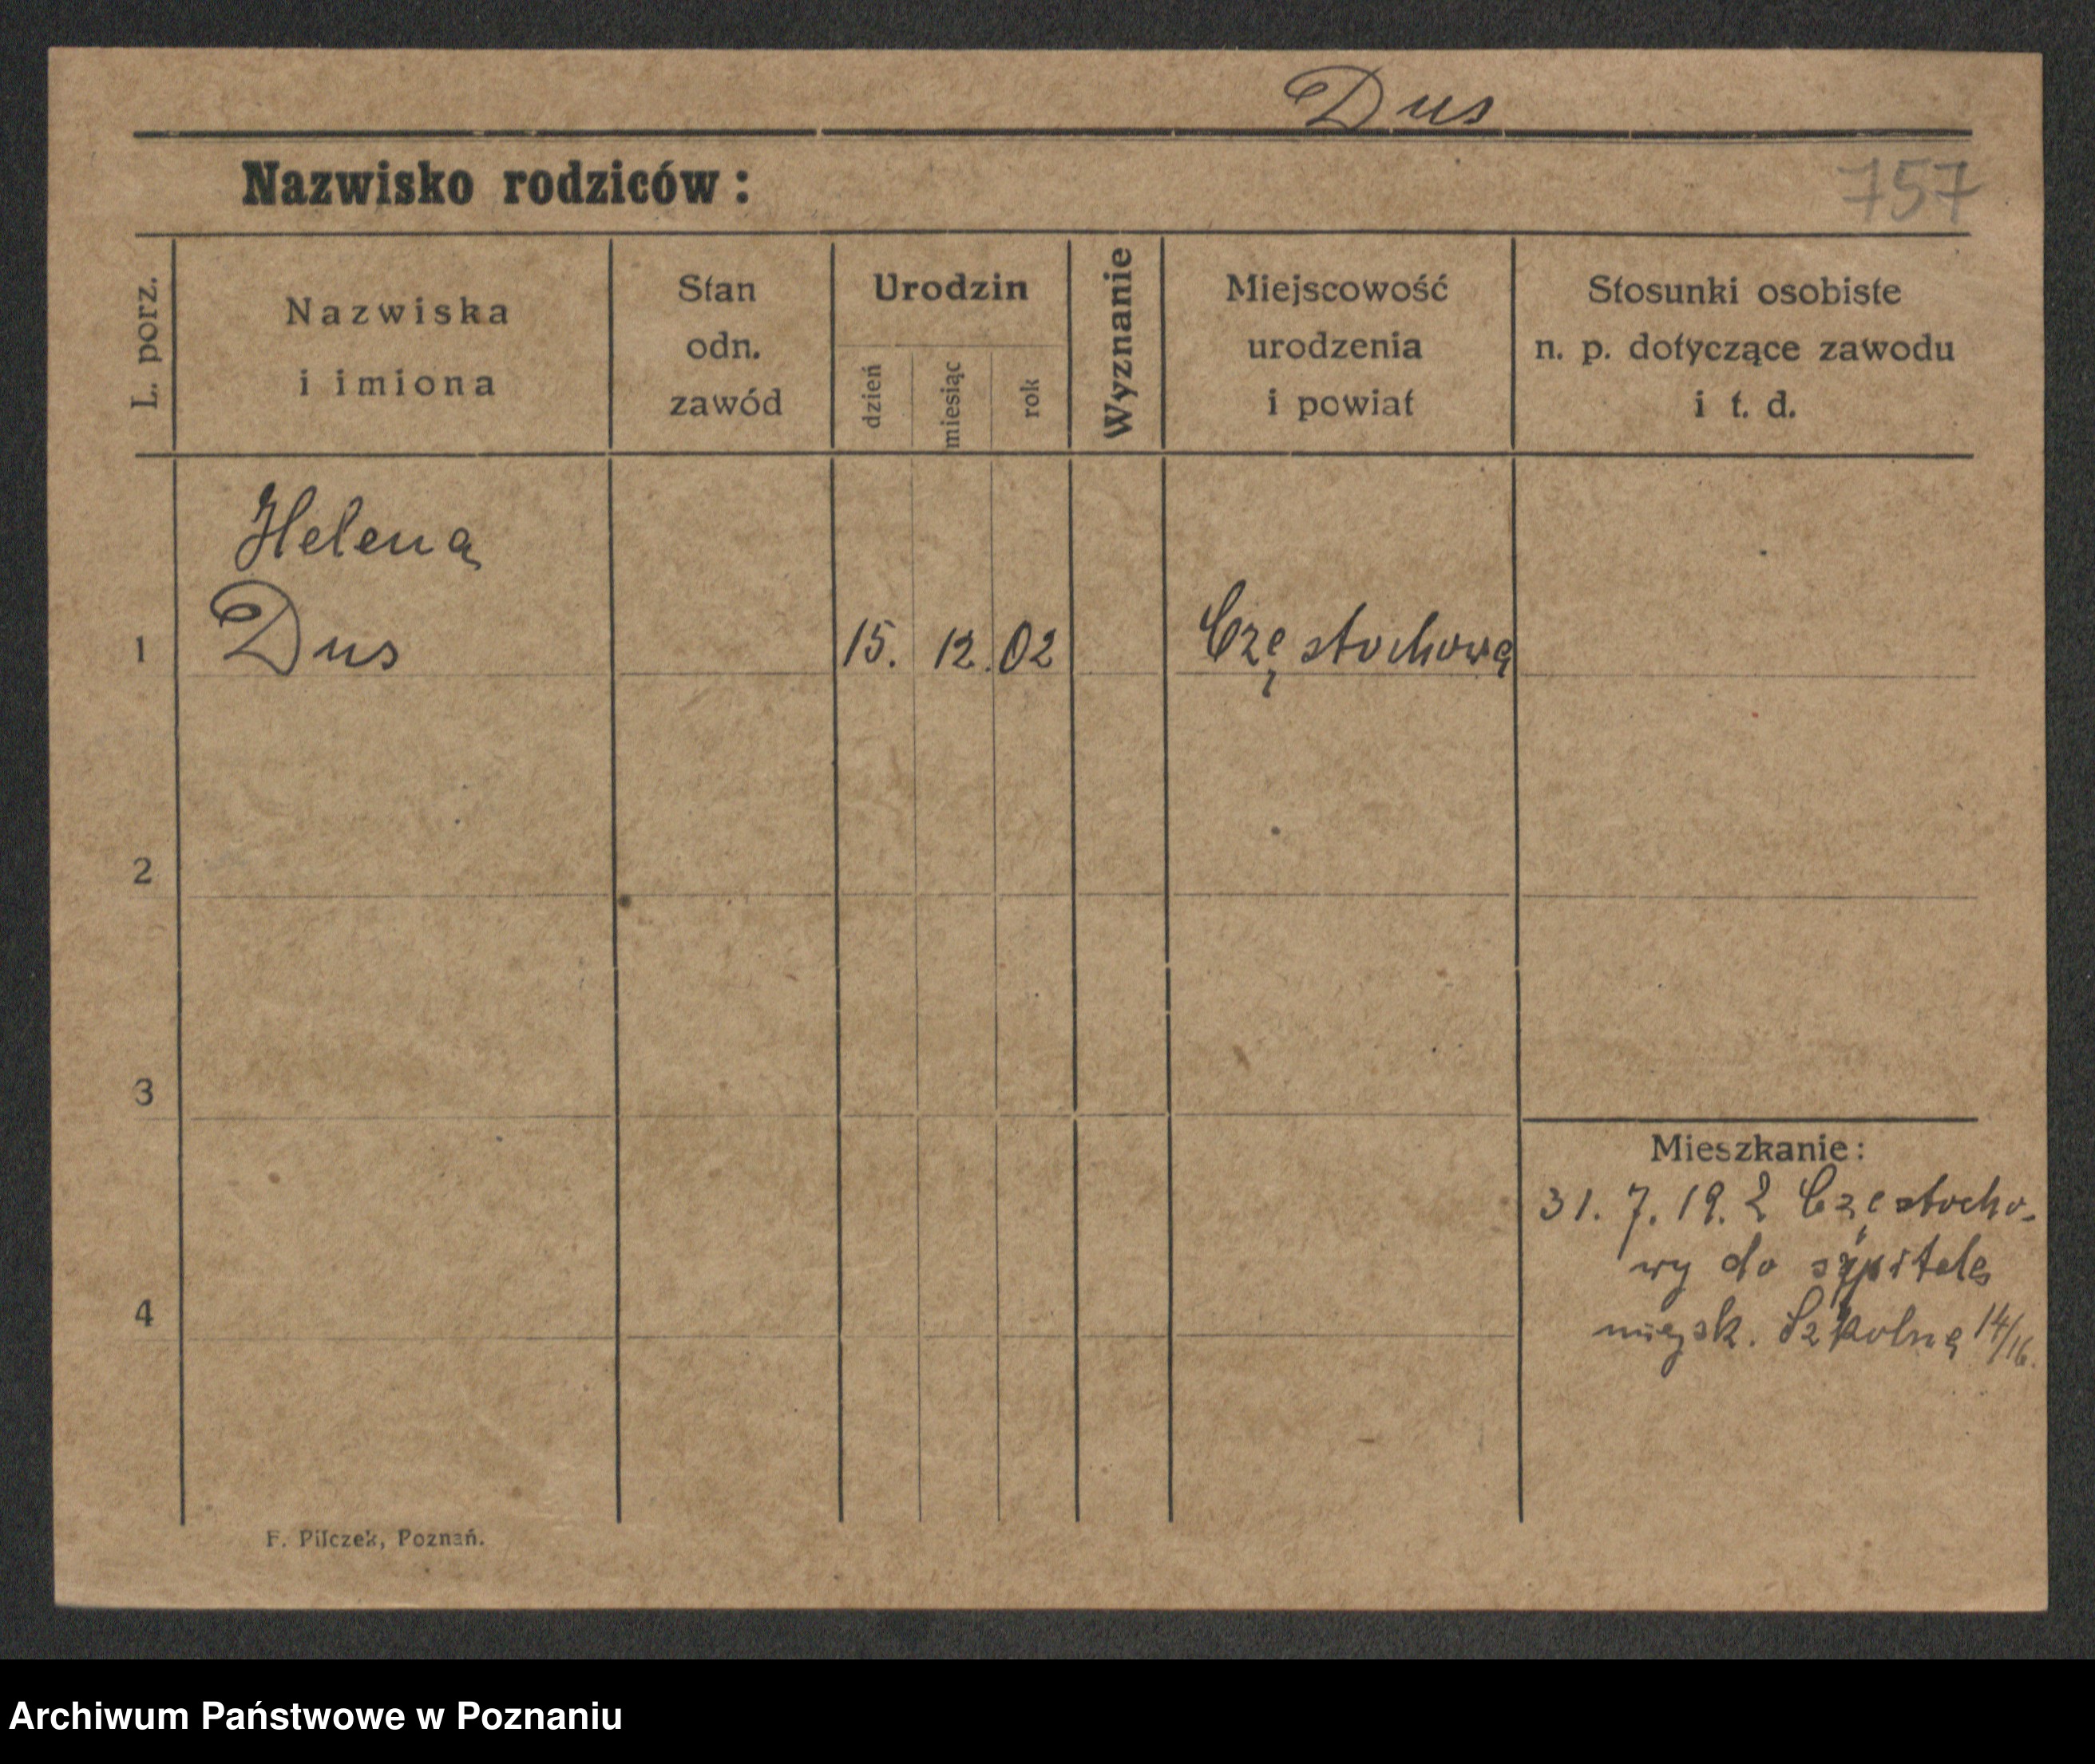 Dus
Nazwisko rodziców :
757
L. porz.
Nazwiska
i imiona
Stan
odn.
zawód
Urodzin
dzień
miesiąc
rok
Wyznanie
Miejscowość
urodzenia
i powiat
Stosunki osobiste
n. p. dotyczące zawodu
i t. d.
Helena
1 Dus 15. 12. 02 Częstochowa
2
3
4
Mieszkanie:
31. 7. 19. z Częstocho-
wy do szpitala
miejsk. Szkolna 14/16.
F. Pilczek, Poznań.
Archiwum Państwowe w Poznaniu